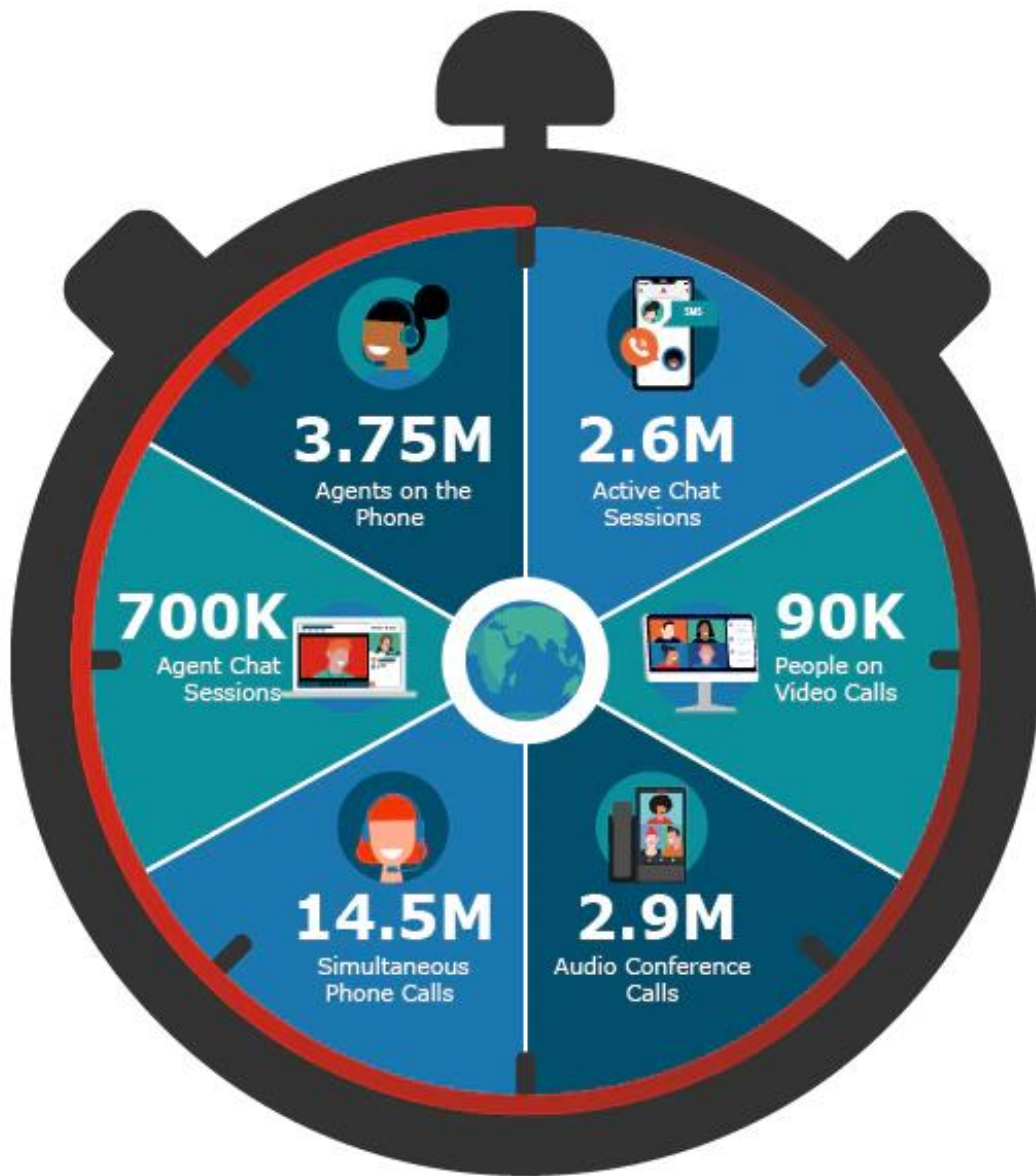 SMS
3.75M
Agents on the
Phone
2.6M
Active Chat
Sessions
700K
Agent Chat
Sessions
90K
People on
Video Calls
14.5M
Simultaneous
Phone Calls
2.9M
Audio Conference
Calls